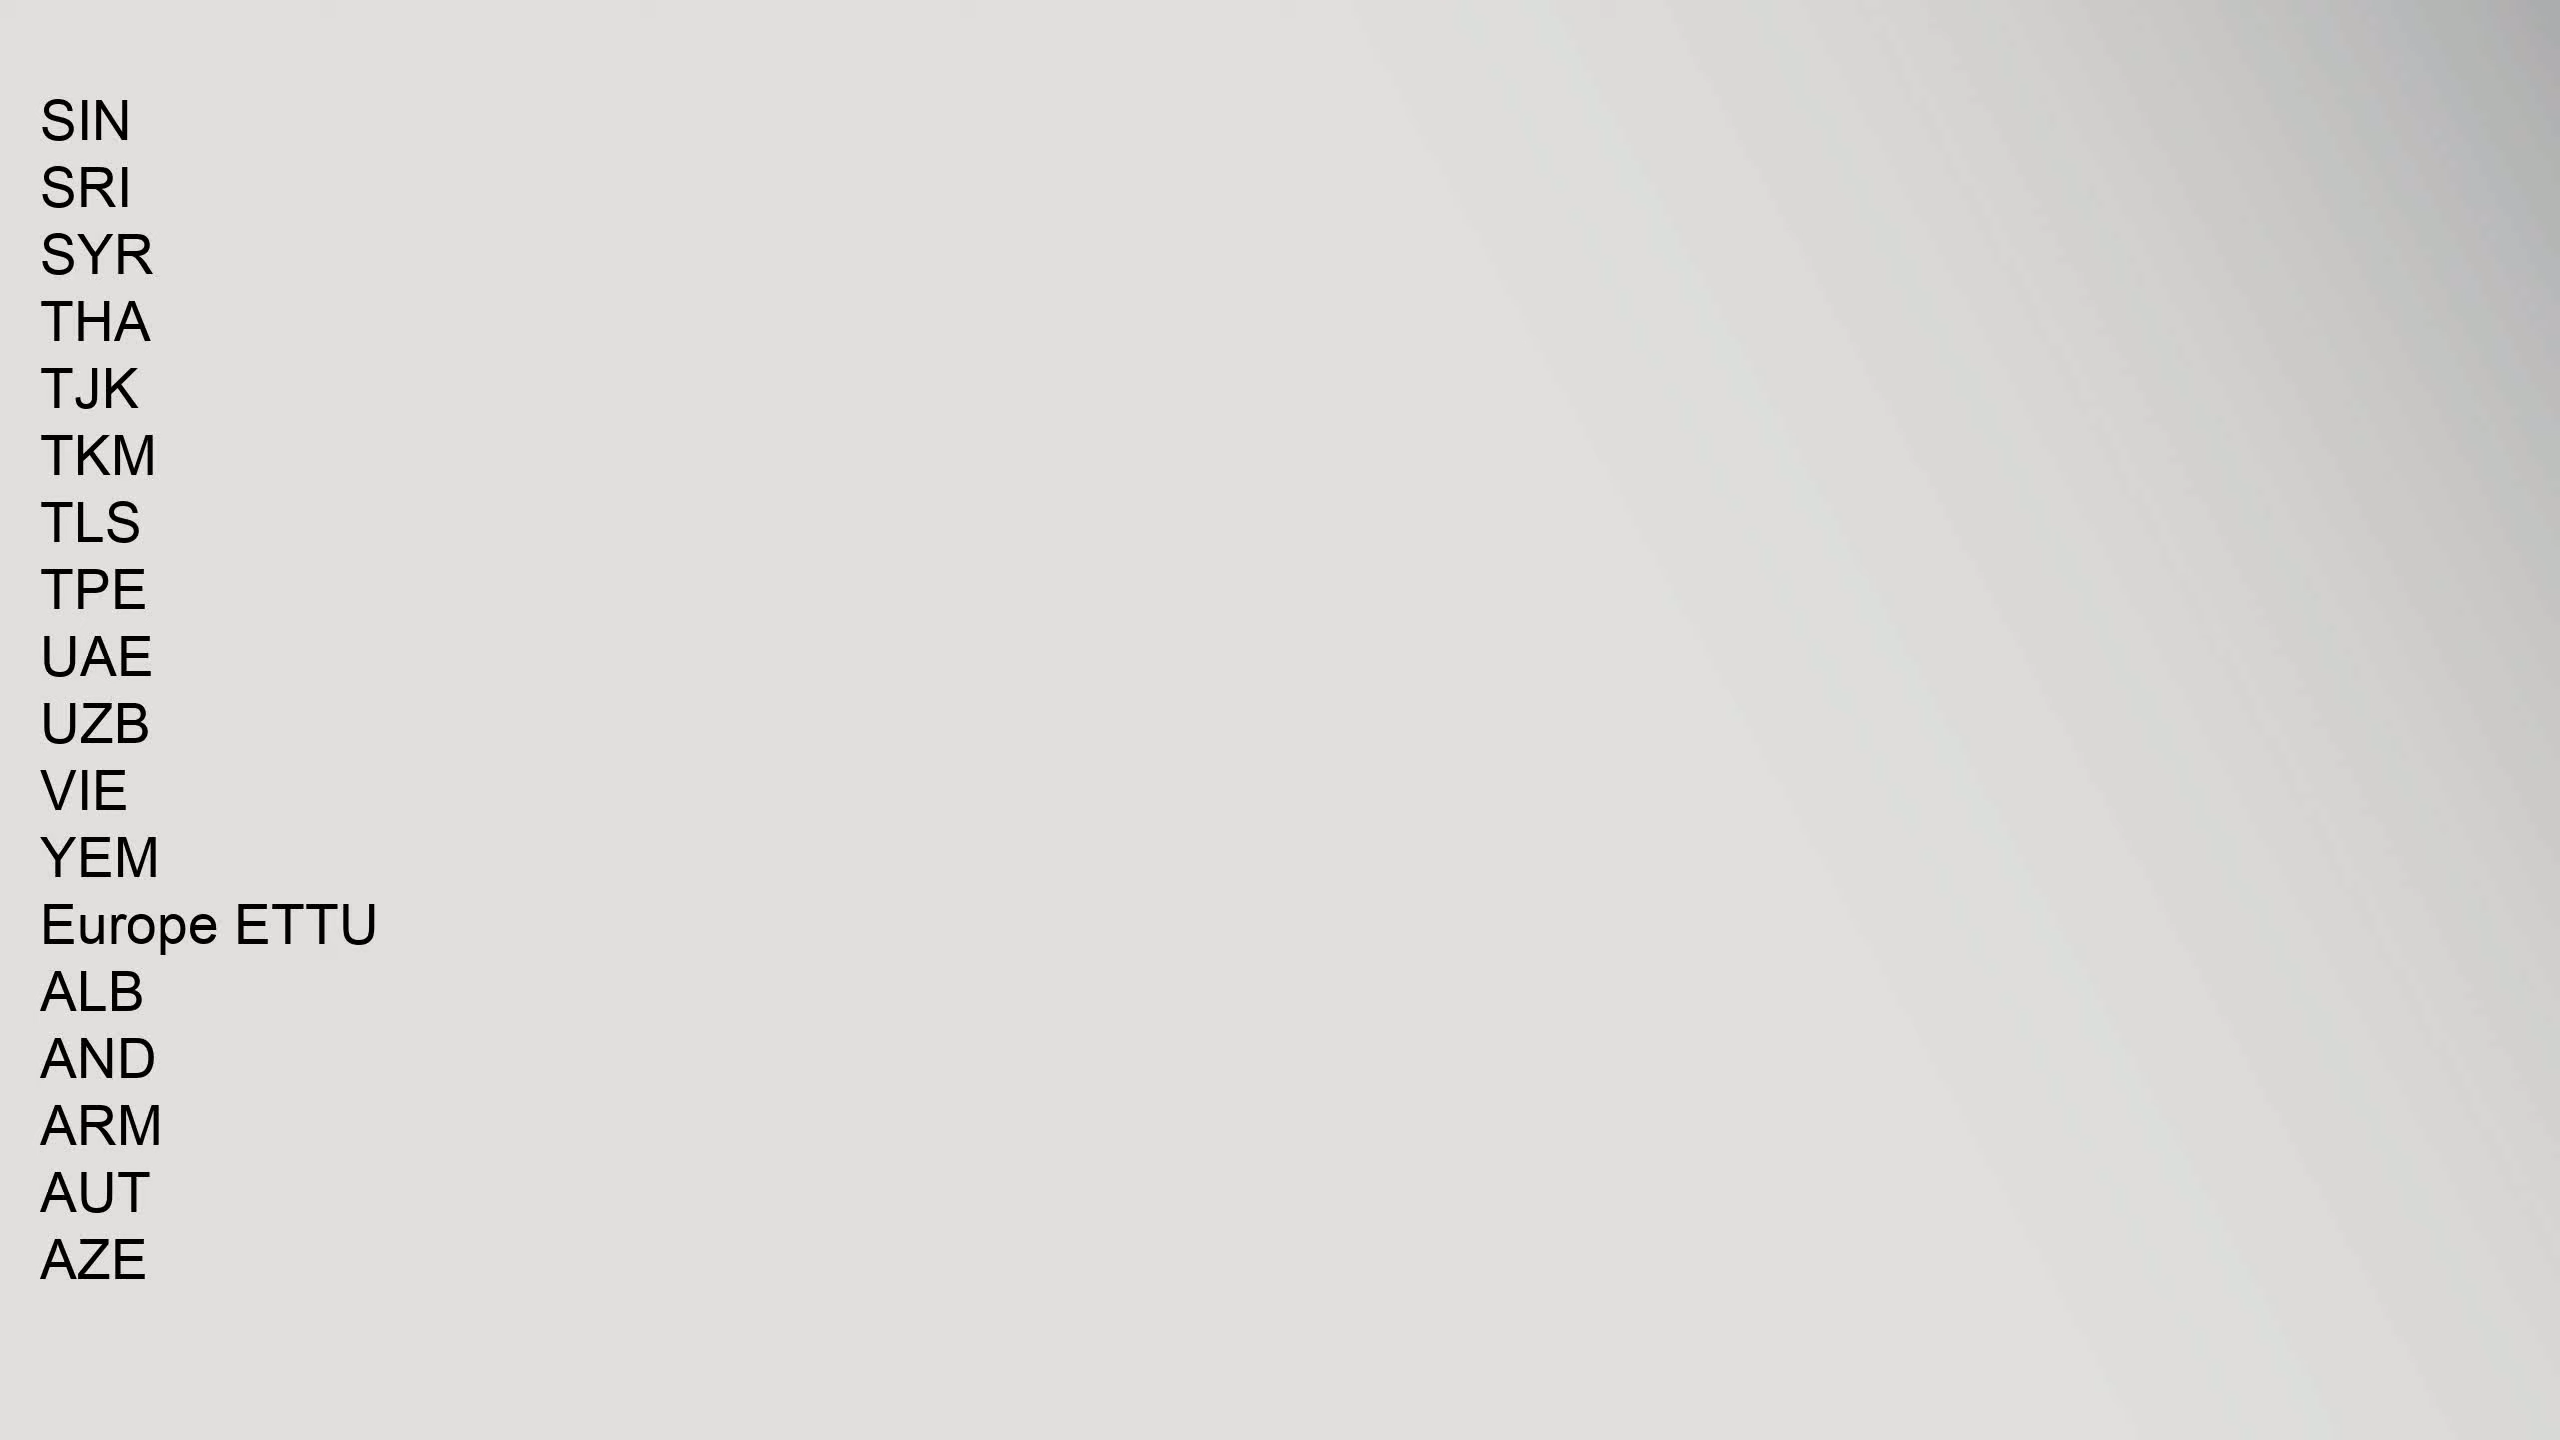 SIN
SRI
SYR
THA
TJK
TKM
TLS
TPE
UAE
UZB
VIE
YEM
Europe ETTU
ALB
AND
ARM
AUT
AZE